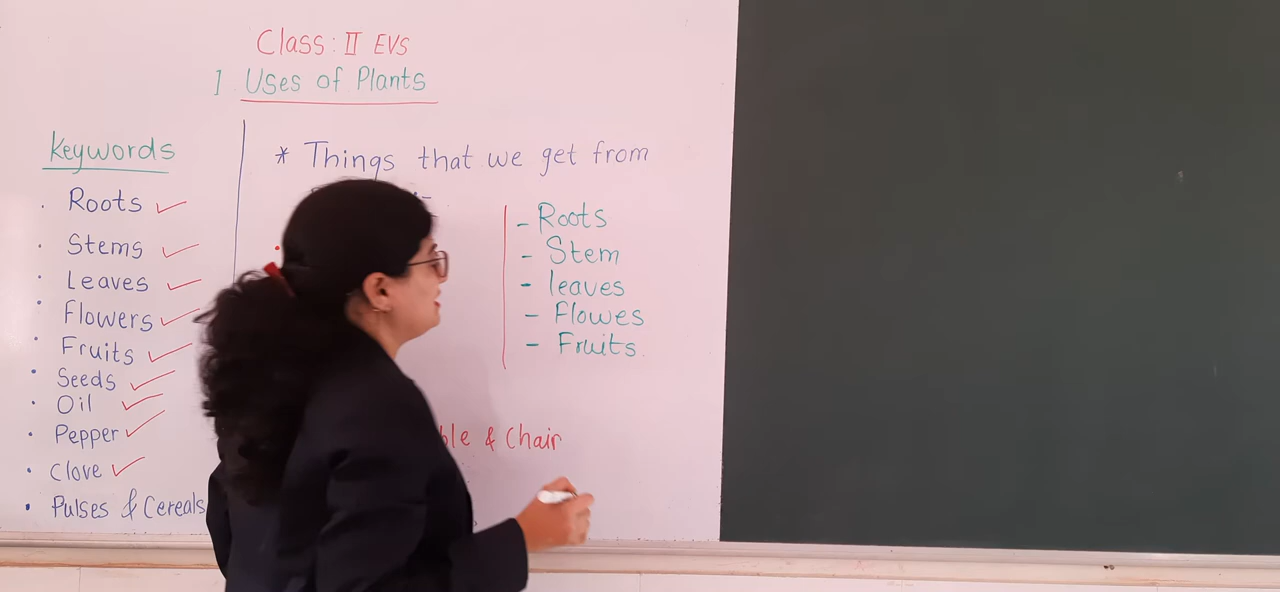 Class: II EVS
1 Uses of Plants
Keywords
. Roots
. Stems
. Leaves
. Flowers
. Fruits
. Seeds
. Oil
. Pepper
. Clove
. Pulses & Cereals
* Things that we get from
- Roots
- Stem
- leaves
- Flowes
- Fruits.
& Chair